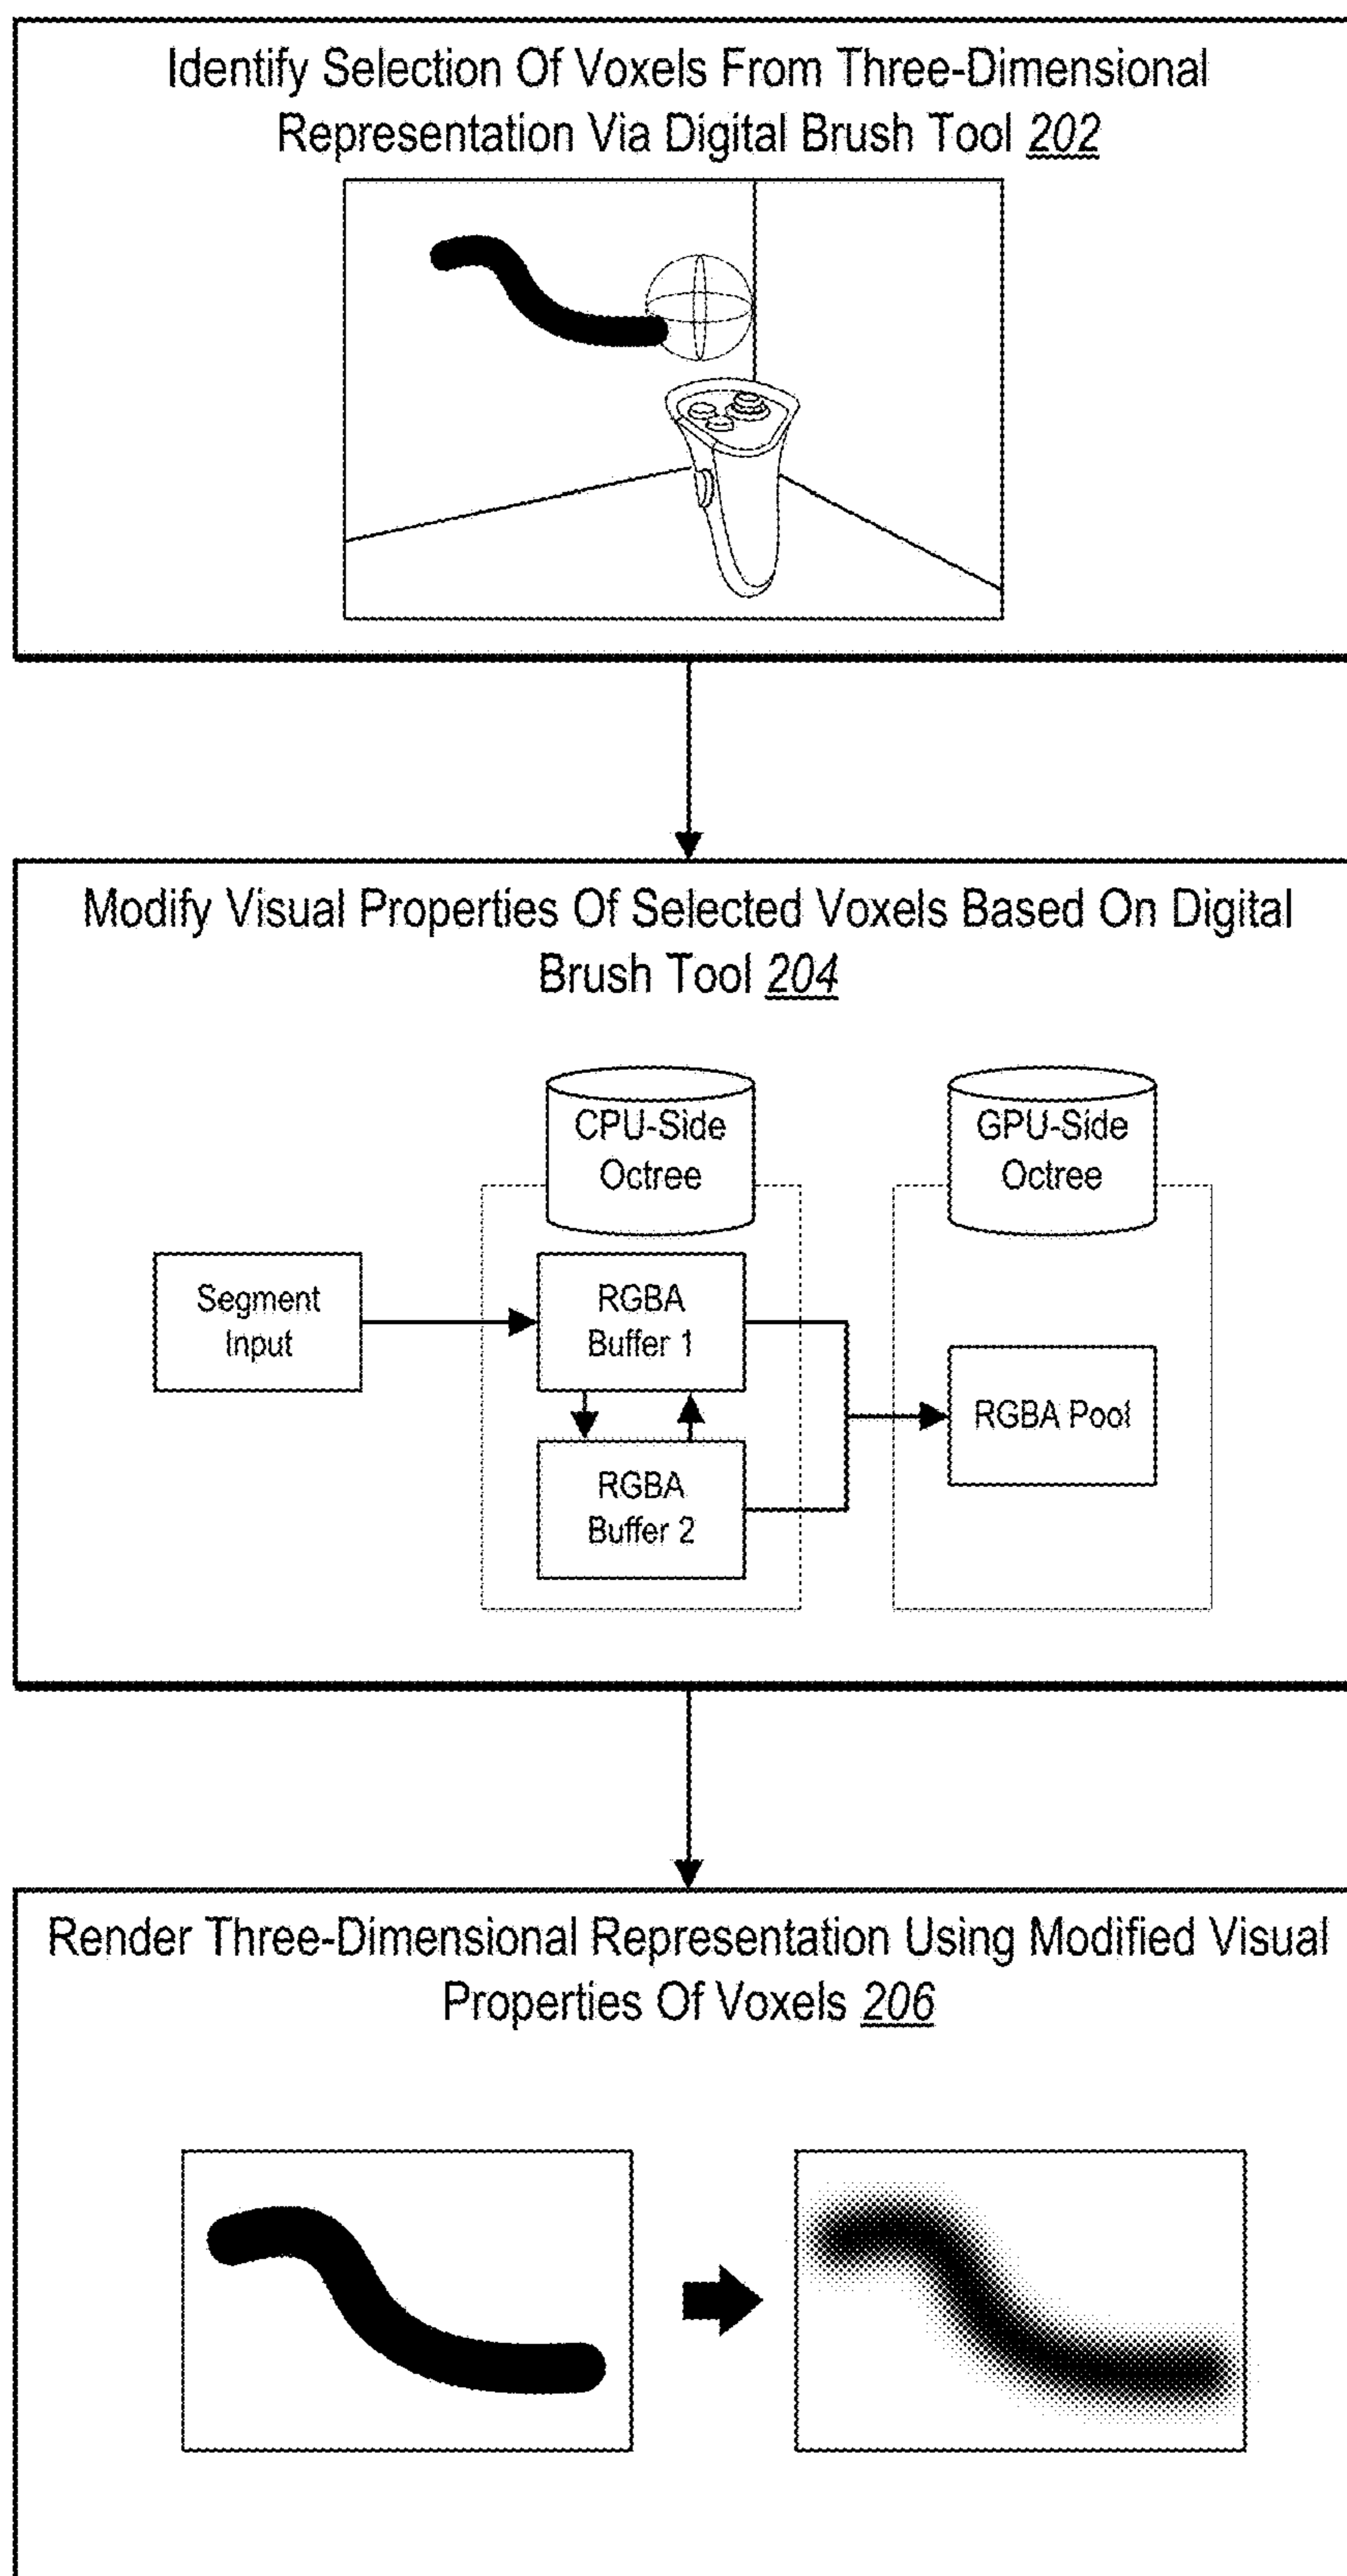 Identify Selection Of Voxels From Three-Dimensional
Representation Via Digital Brush Tool 202
Modify Visual Properties Of Selected Voxels Based On Digital
Brush Tool 204
CPU-Side
Octree
GPU-Side
Octree
Segment
Input
RGBA
Buffer 1
RGBA Pool
RGBA
Buffer 2
Render Three-Dimensional Representation Using Modified Visual
Properties Of Voxels 206